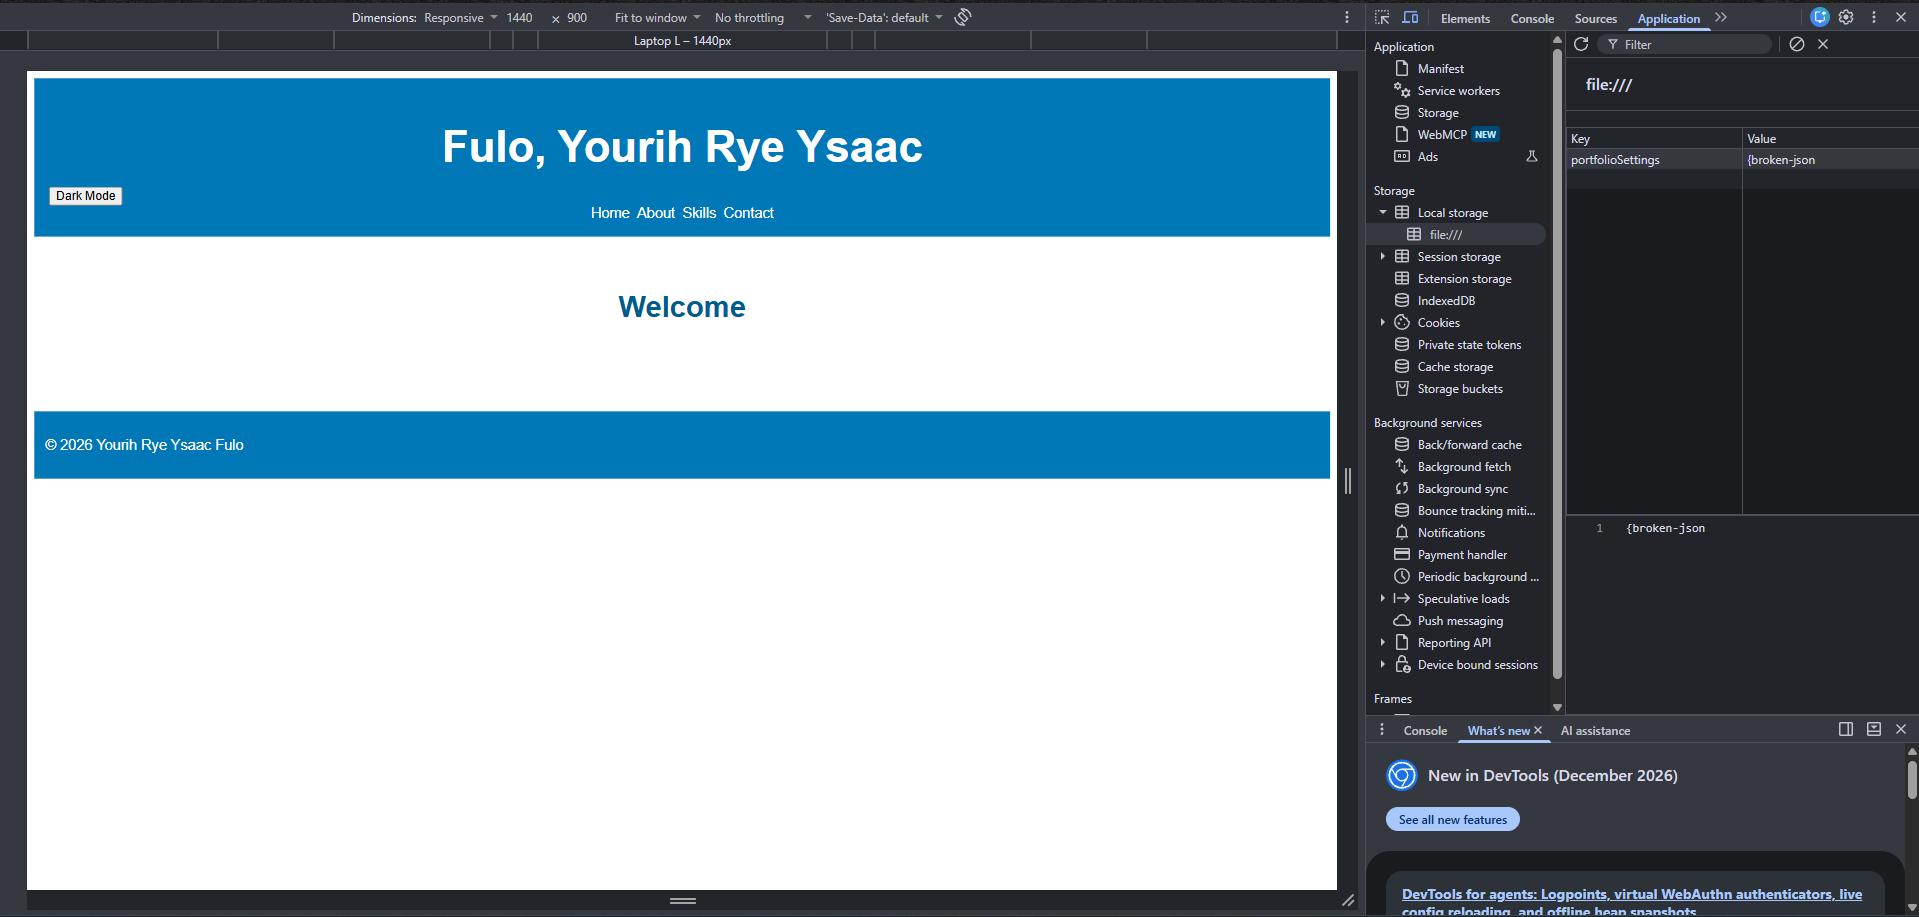 Dimensions: Responsive 1440 × 900 Fit to window No throttling 'Save-Data': default
Laptop L – 1440px
Fulo, Yourih Rye Ysaac
Dark Mode
Home About Skills Contact
Welcome
© 2026 Yourih Rye Ysaac Fulo
Elements Console Sources Application
Application
Manifest
Service workers
Storage
WebMCP NEW
Ads
Storage
Local storage
file:///
Session storage
Extension storage
IndexedDB
Cookies
Private state tokens
Cache storage
Storage buckets
Background services
Back/forward cache
Background fetch
Background sync
Bounce tracking miti...
Notifications
Payment handler
Periodic background ...
Speculative loads
Push messaging
Reporting API
Device bound sessions
Frames
Filter
file:///
Key Value
portfolioSettings {broken-json
1 {broken-json
Console What's new AI assistance
New in DevTools (December 2026)
See all new features
DevTools for agents: Logpoints, virtual WebAuthn authenticators, live
config reloading, and offline heap snapshots